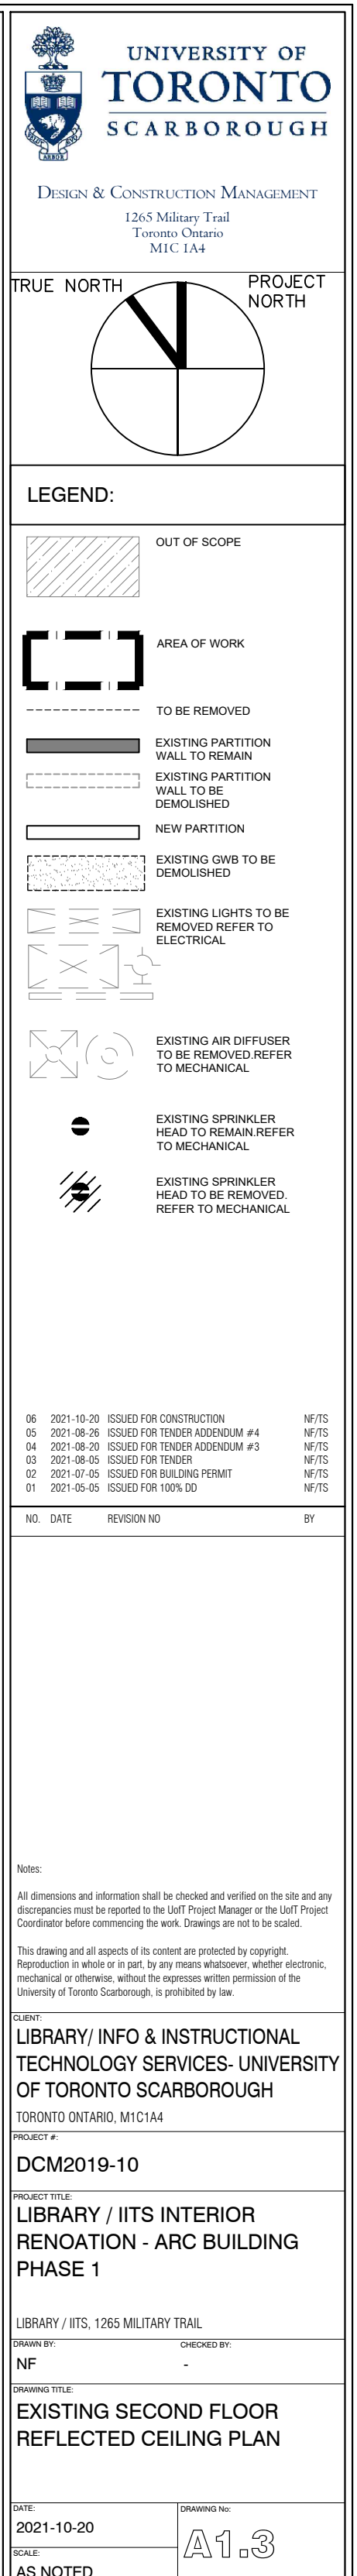 UNIVERSITY OF
TORONTO
SCARBOROUGH
ARBOR
DESIGN & CONSTRUCTION MANAGEMENT
1265 Military Trail
Toronto Ontario
M1C 1A4
TRUE NORTH
PROJECT
NORTH
LEGEND:
OUT OF SCOPE
AREA OF WORK
TO BE REMOVED
EXISTING PARTITION
WALL TO REMAIN
EXISTING PARTITION
WALL TO BE
DEMOLISHED
NEW PARTITION
EXISTING GWB TO BE
DEMOLISHED
EXISTING LIGHTS TO BE
REMOVED REFER TO
ELECTRICAL
EXISTING AIR DIFFUSER
TO BE REMOVED.REFER
TO MECHANICAL
EXISTING SPRINKLER
HEAD TO REMAIN.REFER
TO MECHANICAL
EXISTING SPRINKLER
HEAD TO BE REMOVED.
REFER TO MECHANICAL
06 2021-10-20 ISSUED FOR CONSTRUCTION NF/TS
05 2021-08-26 ISSUED FOR TENDER ADDENDUM #4 NF/TS
04 2021-08-20 ISSUED FOR TENDER ADDENDUM #3 NF/TS
03 2021-08-05 ISSUED FOR TENDER NF/TS
02 2021-07-05 ISSUED FOR BUILDING PERMIT NF/TS
01 2021-05-05 ISSUED FOR 100% DD NF/TS
NO. DATE REVISION NO BY
Notes:
All dimensions and information shall be checked and verified on the site and any
discrepancies must be reported to the UofT Project Manager or the UofT Project
Coordinator before commencing the work. Drawings are not to be scaled.
This drawing and all aspects of its content are protected by copyright.
Reproduction in whole or in part, by any means whatsoever, whether electronic,
mechanical or otherwise, without the expresses written permission of the
University of Toronto Scarborough, is prohibited by law.
CLIENT:
LIBRARY/ INFO & INSTRUCTIONAL
TECHNOLOGY SERVICES- UNIVERSITY
OF TORONTO SCARBOROUGH
TORONTO ONTARIO, M1C1A4
PROJECT #:
DCM2019-10
PROJECT TITLE:
LIBRARY / IITS INTERIOR
RENOATION - ARC BUILDING
PHASE 1
LIBRARY / IITS, 1265 MILITARY TRAIL
DRAWN BY: CHECKED BY:
NF -
DRAWING TITLE:
EXISTING SECOND FLOOR
REFLECTED CEILING PLAN
DATE: DRAWING No:
2021-10-20
A1.3
SCALE:
AS NOTED